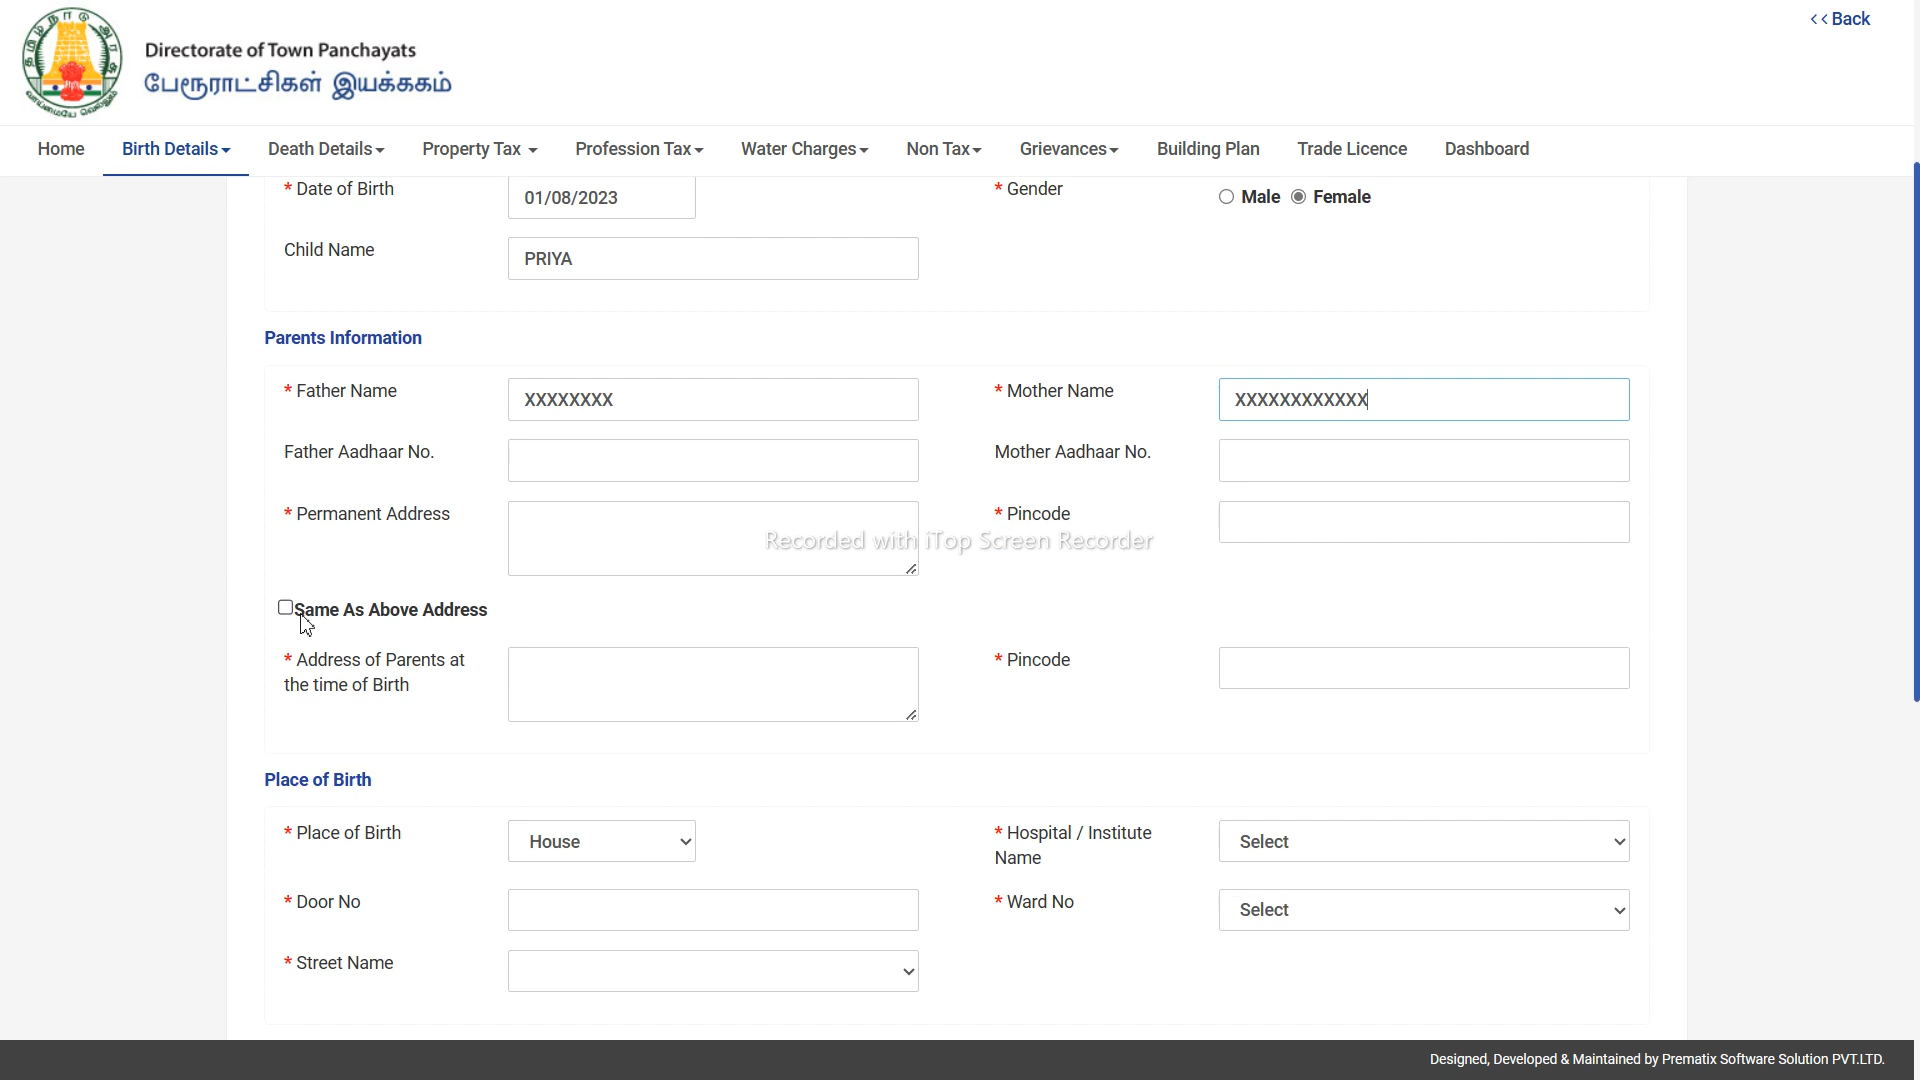 << Back
Directorate of Town Panchayats
பேரூராட்சிகள் இயக்ககம்
Home Birth Details Death Details Property Tax Profession Tax Water Charges Non Tax Grievances Building Plan Trade Licence Dashboard
* Date of Birth 01/08/2023 * Gender Male Female
Child Name PRIYA
Parents Information
* Father Name XXXXXXXX * Mother Name XXXXXXXXXXXX
Father Aadhaar No. Mother Aadhaar No.
* Permanent Address * Pincode
Recorded with iTop Screen Recorder
Same As Above Address
* Address of Parents at * Pincode
the time of Birth
Place of Birth
* Place of Birth House * Hospital / Institute Select
Name
* Door No * Ward No Select
* Street Name
Designed, Developed & Maintained by Prematix Software Solution PVT.LTD.